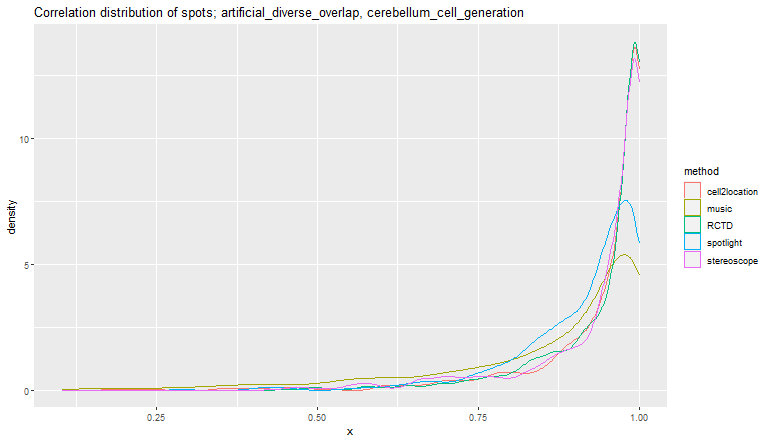 Correlation distribution of spots; artificial_diverse_overlap, cerebellum_cell_generation
density
10
5
0
0.25 0.50 0.75 1.00
x
method
cell2location
music
RCTD
spotlight
stereoscope